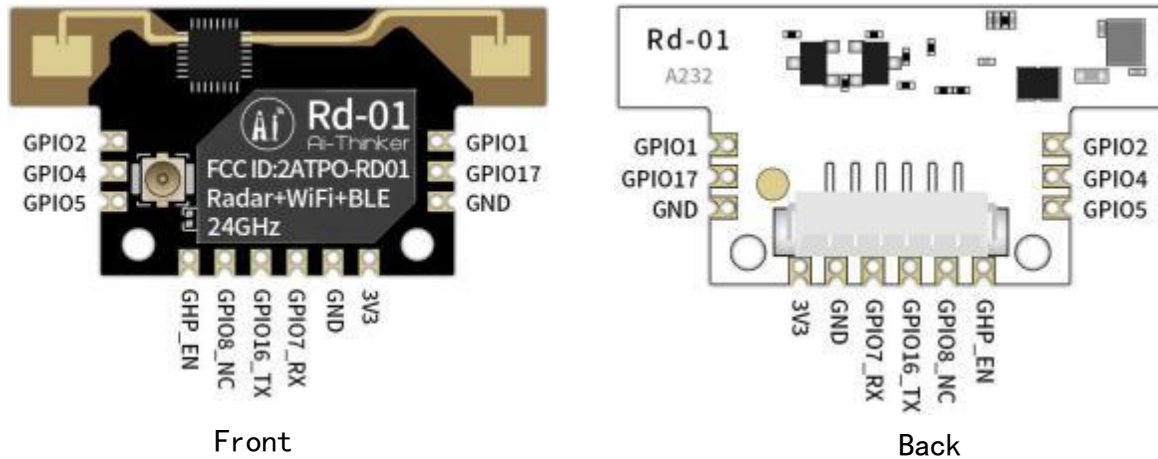 Ai
Rd-01
Ai-Thinker
FCC ID:2ATPO-RD01
Radar+WiFi+BLE
24GHz
GPIO2
GPIO4
GPIO5
GPIO1
GPIO17
GND
GHP_EN
GPIO8_NC
GPIO16_TX
GPIO7_RX
GND
3V3
Front
Rd-01
A232
GPIO1
GPIO17
GND
GPIO2
GPIO4
GPIO5
3V3
GND
GPIO7_RX
GPIO16_TX
GPIO8_NC
GHP_EN
Back